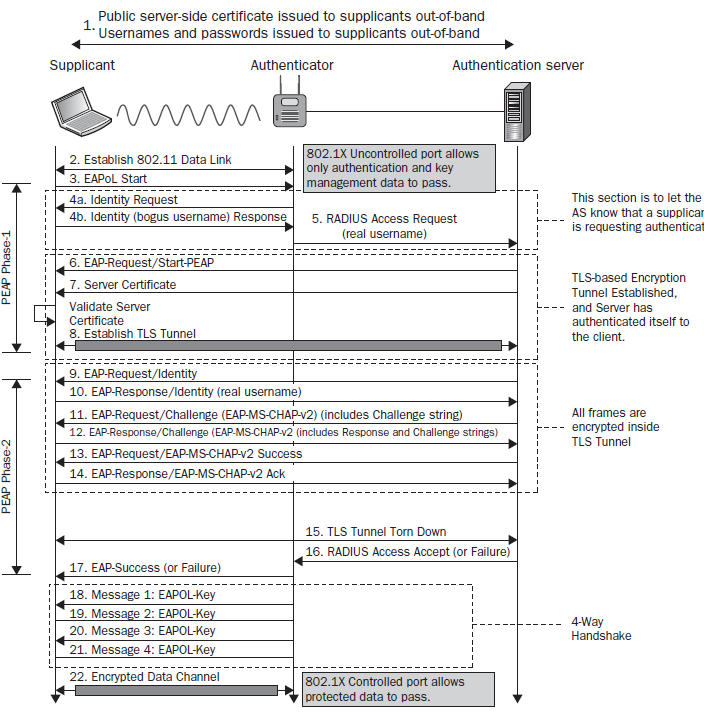 1. Public server-side certificate issued to supplicants out-of-band
Usernames and passwords issued to supplicants out-of-band
Supplicant
Authenticator
Authentication server
2. Establish 802.11 Data Link
3. EAPoL Start
802.1X Uncontrolled port allows
only authentication and key
management data to pass.
PEAP Phase-1
4a. Identity Request
4b. Identity (bogus username) Response
5. RADIUS Access Request
(real username)
This section is to let the
AS know that a supplicar
is requesting authenticat
6. EAP-Request/Start-PEAP
7. Server Certificate
Validate Server
Certificate
8. Establish TLS Tunnel
TLS-based Encryption
Tunnel Established,
and Server has
authenticated itself to
the client.
PEAP Phase-2
9. EAP-Request/Identity
10. EAP-Response/Identity (real username)
11. EAP-Request/Challenge (EAP-MS-CHAP-v2) (includes Challenge string)
12. EAP-Response/Challenge (EAP-MS-CHAP-v2 (includes Response and Challenge strings)
13. EAP-Request/EAP-MS-CHAP-v2 Success
14. EAP-Response/EAP-MS-CHAP-v2 Ack
All frames are
encrypted inside
TLS Tunnel
15. TLS Tunnel Torn Down
16. RADIUS Access Accept (or Failure)
17. EAP-Success (or Failure)
18. Message 1: EAPOL-Key
19. Message 2: EAPOL-Key
20. Message 3: EAPOL-Key
21. Message 4: EAPOL-Key
4-Way
Handshake
22. Encrypted Data Channel
802.1X Controlled port allows
protected data to pass.